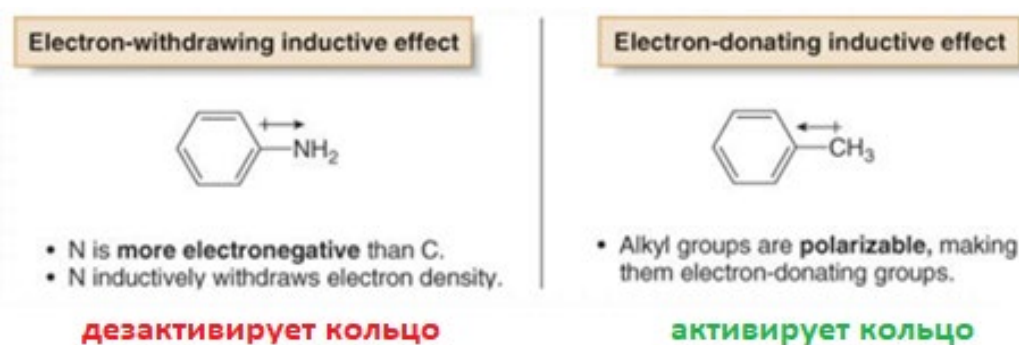 Electron-withdrawing inductive effect
NH₂
• N is more electronegative than C.
• N inductively withdraws electron density.
дезактивирует кольцо
Electron-donating inductive effect
CH₃
• Alkyl groups are polarizable, making
them electron-donating groups.
активирует кольцо